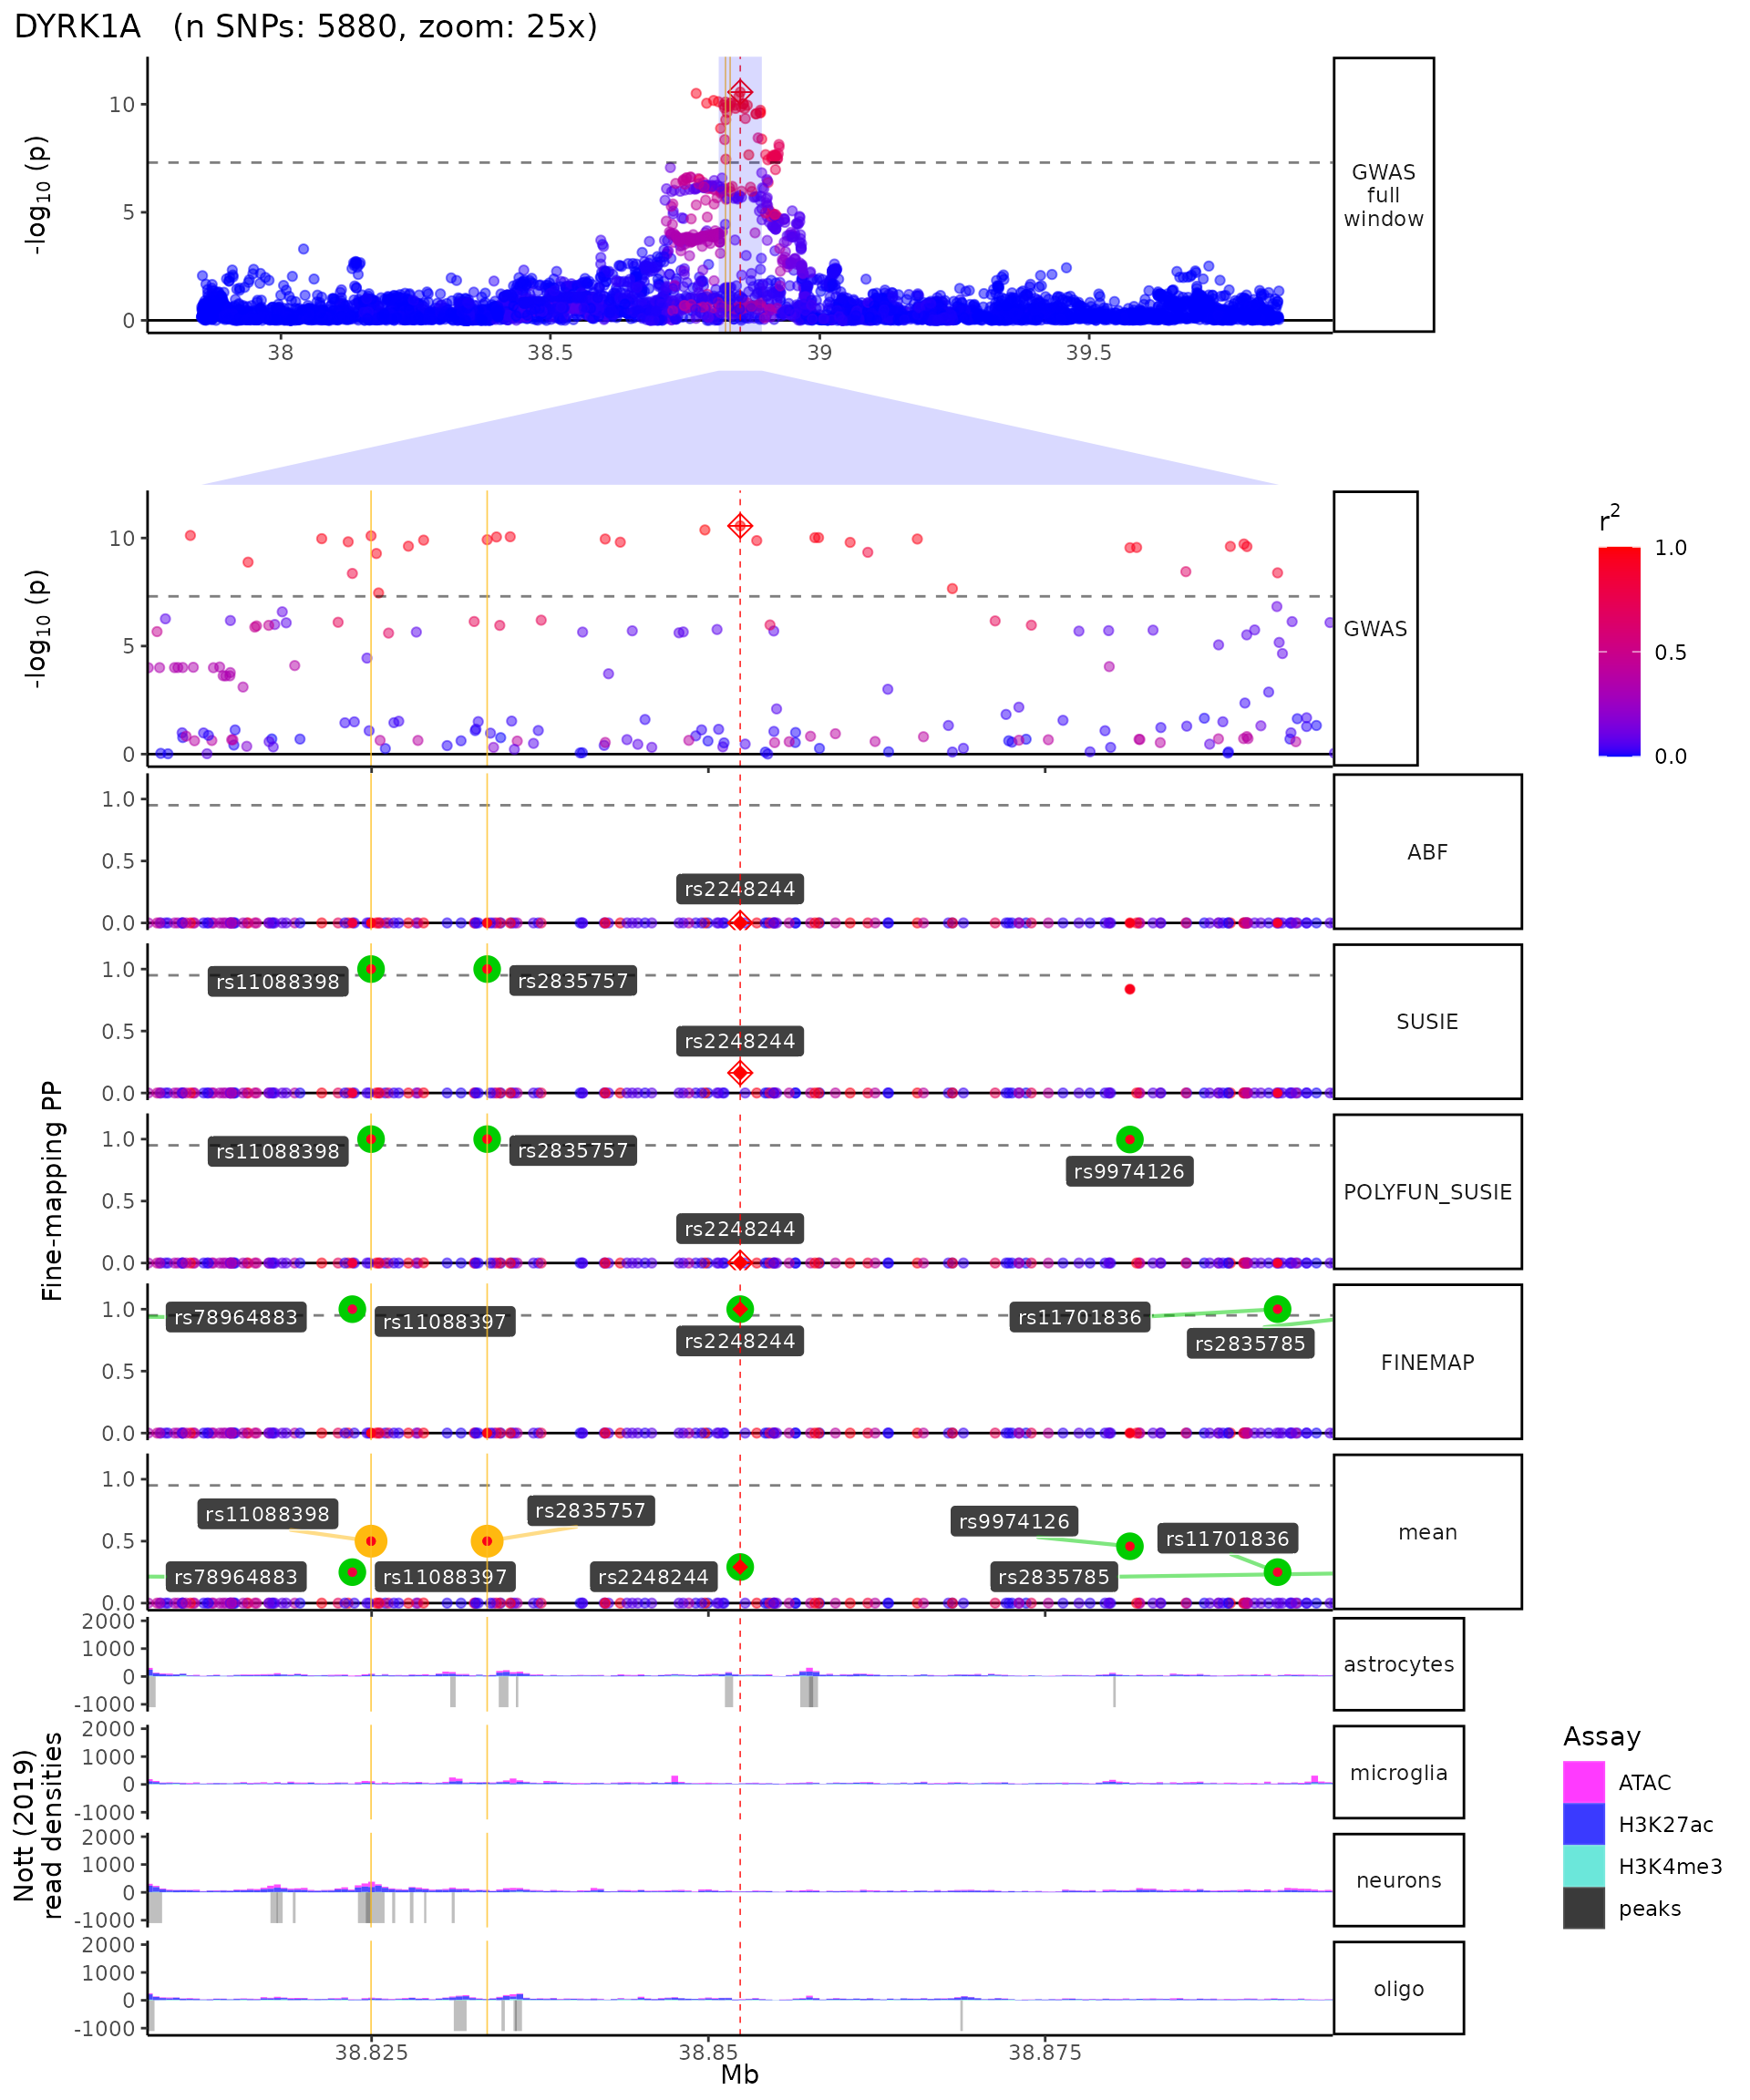 DYRK1A (n SNPs: 5880, zoom: 25x)
-log10 (p)
10
5
0
38
38.5
39
39.5
GWAS
full
window
-log10 (p)
10
5
0
GWAS
r2
1.0
0.5
0.0
Fine-mapping PP
1.0
0.5
0.0
rs2248244
ABF
1.0
0.5
0.0
rs11088398
rs2835757
rs2248244
SUSIE
1.0
0.5
0.0
rs11088398
rs2835757
rs9974126
rs2248244
POLYFUN_SUSIE
1.0
0.5
0.0
rs78964883
rs11088397
rs2248244
rs11701836
rs2835785
FINEMAP
1.0
0.5
0.0
rs11088398
rs2835757
rs9974126
rs11701836
rs78964883
rs11088397
rs2248244
rs2835785
mean
Nott (2019)
read densities
2000
1000
0
-1000
astrocytes
2000
1000
0
-1000
microglia
2000
1000
0
-1000
neurons
2000
1000
0
-1000
oligo
38.825
38.85
38.875
Mb
Assay
ATAC
H3K27ac
H3K4me3
peaks